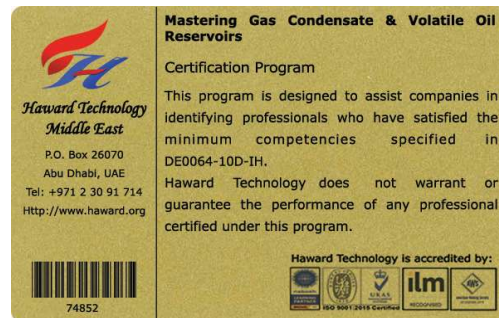 Haward Technology
Middle East
P.O. Box 26070
Abu Dhabi, UAE
Tel: +971 2 30 91 714
Http://www.haward.org
74852
Mastering Gas Condensate & Volatile Oil
Reservoirs
Certification Program
This program is designed to assist companies in
identifying professionals who have satisfied the
minimum competencies specified in
DE0064-10D-IH.
Haward Technology does not warrant or
guarantee the performance of any professional
certified under this program.
Haward Technology is accredited by:
UKAS
ilm
RECOGNISED
AWS
ISO 9001:2015 Certified